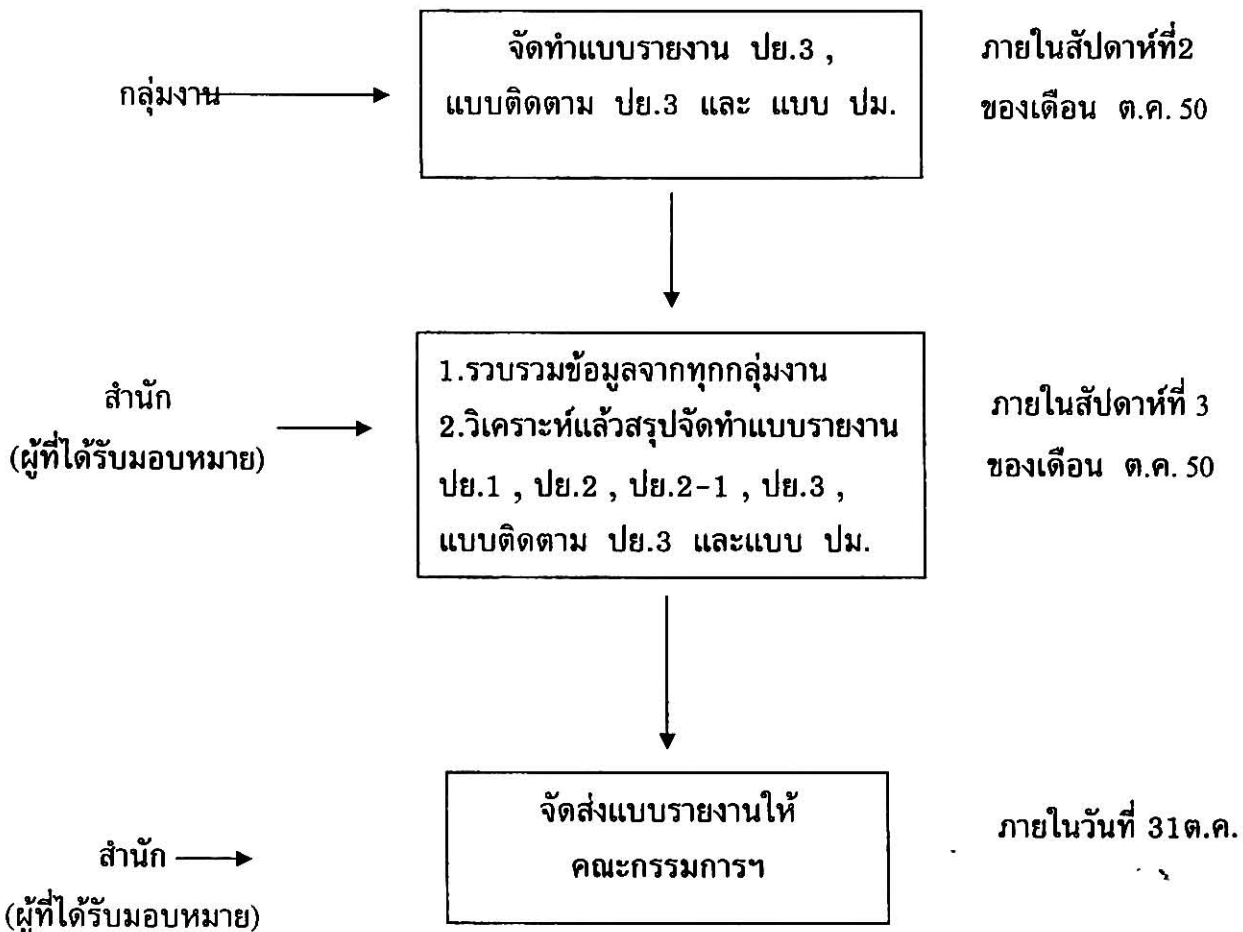 จัดทำแบบรายงาน ปย.3 ,
แบบติดตาม ปย.3 และ แบบ ปม.
กลุ่มงาน
ภายในสัปดาห์ที่2
ของเดือน ต.ค. 50
สำนัก
(ผู้ที่ได้รับมอบหมาย)
1.รวบรวมข้อมูลจากทุกกลุ่มงาน
2.วิเคราะห์แล้วสรุปจัดทำแบบรายงาน
ปย.1 , ปย.2 , ปย.2-1 , ปย.3 ,
แบบติดตาม ปย.3 และแบบ ปม.
ภายในสัปดาห์ที่ 3
ของเดือน ต.ค. 50
สำนัก
(ผู้ที่ได้รับมอบหมาย)
จัดส่งแบบรายงานให้
คณะกรรมการฯ
ภายในวันที่ 31ต.ค.